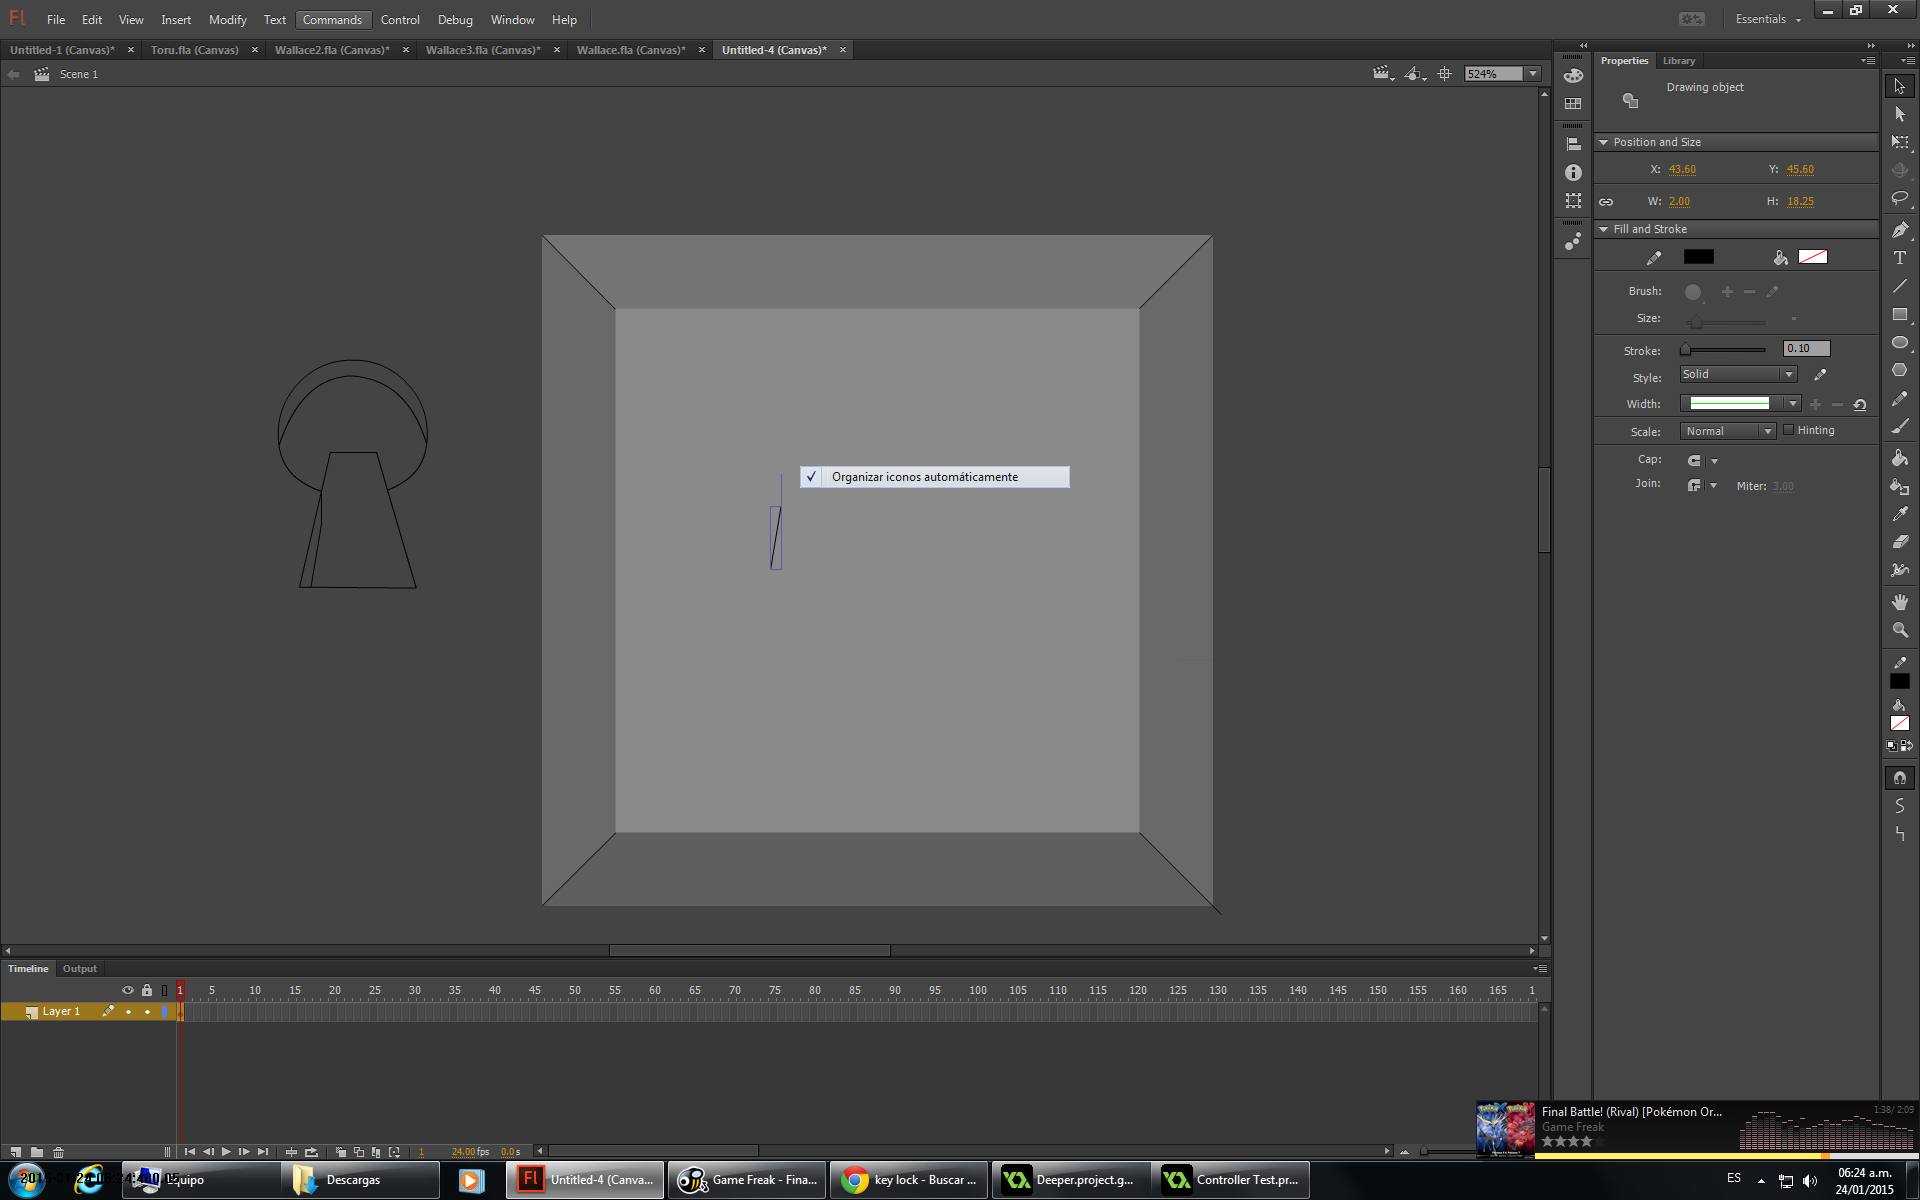 Fl File Edit View Insert Modify Text Commands Control Debug Window Help Essentials
Untitled-1 (Canvas)* Toru.fla (Canvas) Wallace2.fla (Canvas)* Wallace3.fla (Canvas)* Wallace.fla (Canvas)* Untitled-4 (Canvas)*
Scene 1 524%
Properties Library
Drawing object
Position and Size
X: 43.60 Y: 45.60
W: 2.00 H: 18.25
Fill and Stroke
Brush:
Size:
Stroke: 0.10
Style: Solid
Width:
Scale: Normal Hinting
Cap:
Join: Miter: 3.00
Organizar iconos automáticamente
Timeline Output
1 5 10 15 20 25 30 35 40 45 50 55 60 65 70 75 80 85 90 95 100 105 110 115 120 125 130 135 140 145 150 155 160 165 1
Layer 1
1 24.00 fps 0.0 s
Final Battle! (Rival) [Pokémon Or... 1:38/ 2:09
Game Freak
Equipo Descargas Fl Untitled-4 (Canva... Game Freak - Fina... key lock - Buscar ... Deeper.project.g... Controller Test.pr... ES 06:24 a.m.
24/01/2015